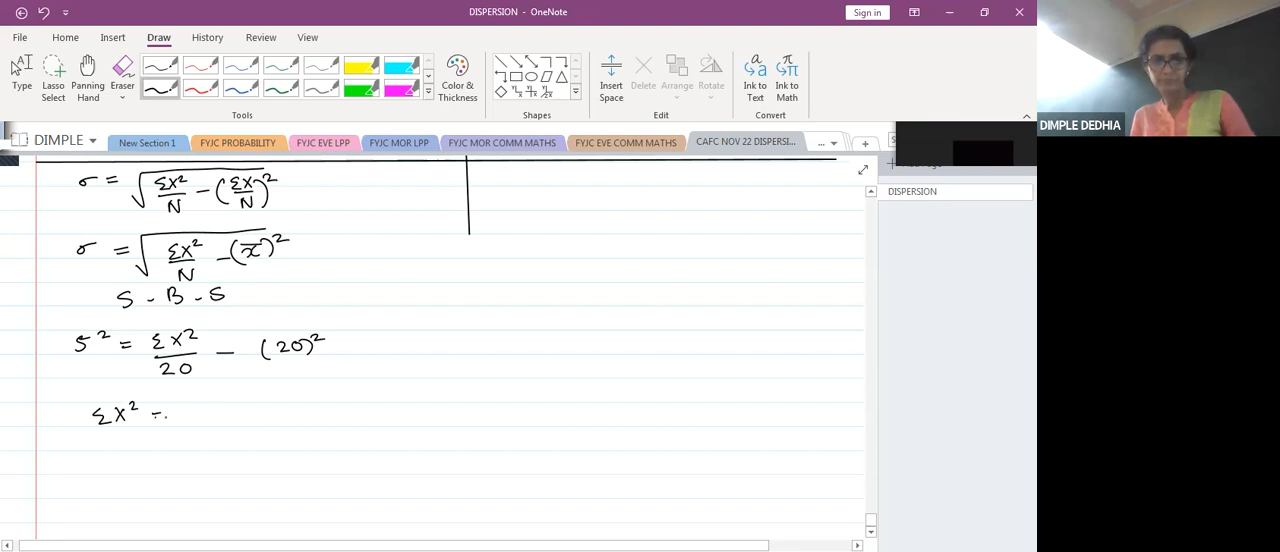 DISPERSION - OneNote
Sign in
File Home Insert Draw History Review View
Type Lasso Select Panning Hand Eraser Color & Thickness Insert Space Delete Arrange Rotate Ink to Text Ink to Math
Tools Shapes Edit Convert
DIMPLE New Section 1 FYJC PROBABILITY FYJC EVE LPP FYJC MOR LPP FYJC MOR COMM MATHS FYJC EVE COMM MATHS CAFC NOV 22 DISPERSI...
DISPERSION
DIMPLE DEDHIA
σ = √(ΣX²/N - (ΣX/N)²)
σ = √(ΣX²/N - (x̄)²)
S - B - S
5² = ΣX²/20 - (20)²
ΣX² =